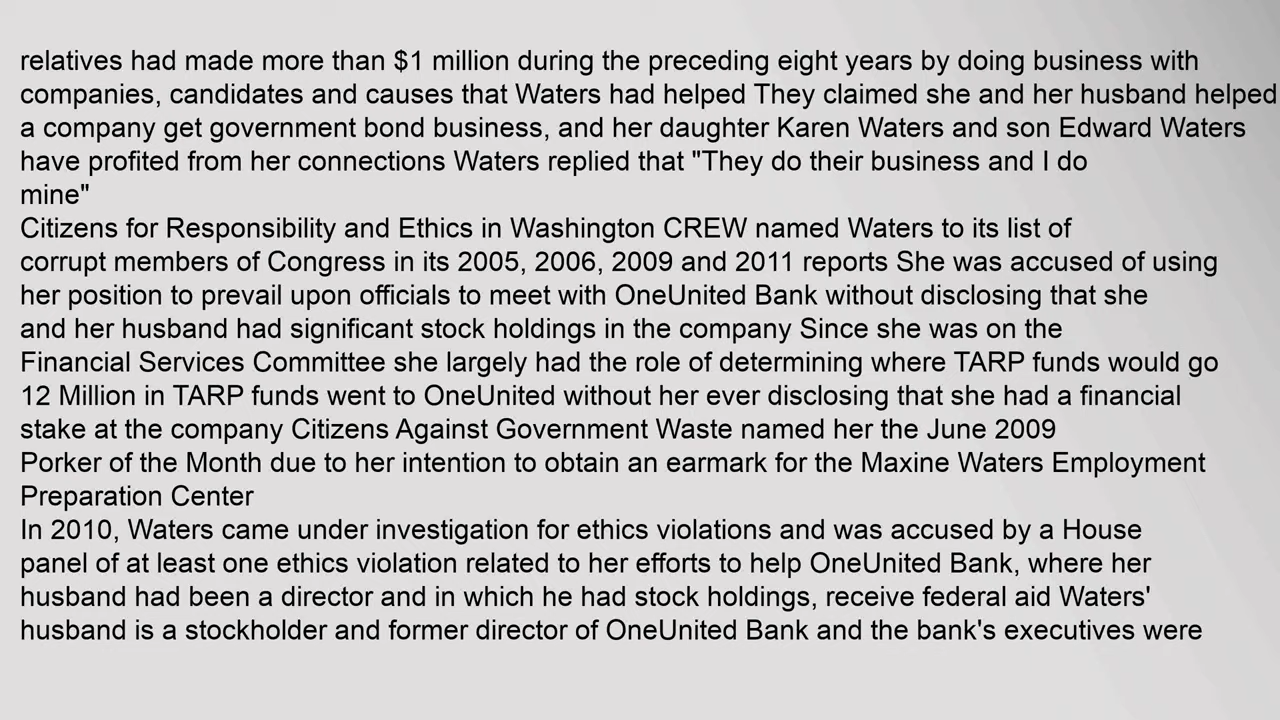 relatives had made more than $1 million during the preceding eight years by doing business with
companies, candidates and causes that Waters had helped They claimed she and her husband helped
a company get government bond business, and her daughter Karen Waters and son Edward Waters
have profited from her connections Waters replied that "They do their business and I do
mine"
Citizens for Responsibility and Ethics in Washington CREW named Waters to its list of
corrupt members of Congress in its 2005, 2006, 2009 and 2011 reports She was accused of using
her position to prevail upon officials to meet with OneUnited Bank without disclosing that she
and her husband had significant stock holdings in the company Since she was on the
Financial Services Committee she largely had the role of determining where TARP funds would go
12 Million in TARP funds went to OneUnited without her ever disclosing that she had a financial
stake at the company Citizens Against Government Waste named her the June 2009
Porker of the Month due to her intention to obtain an earmark for the Maxine Waters Employment
Preparation Center
In 2010, Waters came under investigation for ethics violations and was accused by a House
panel of at least one ethics violation related to her efforts to help OneUnited Bank, where her
husband had been a director and in which he had stock holdings, receive federal aid Waters'
husband is a stockholder and former director of OneUnited Bank and the bank's executives were